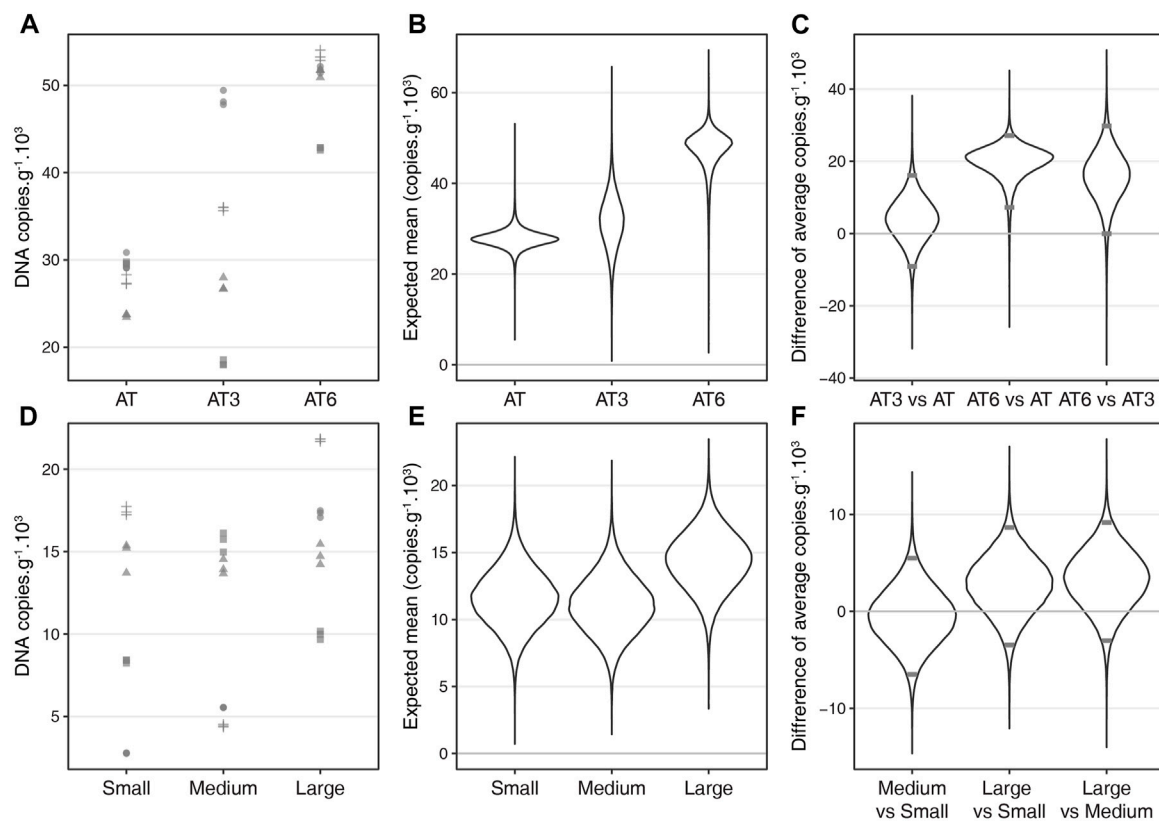 A
DNA copies.g⁻¹.10³
50
40
30
20
AT AT3 AT6
B
Expected mean (copies.g⁻¹.10³)
60
40
20
0
AT AT3 AT6
C
Diffrerence of average copies.g⁻¹.10³
40
20
0
−20
−40
AT3 vs AT AT6 vs AT AT6 vs AT3
D
DNA copies.g⁻¹.10³
20
15
10
5
Small Medium Large
E
Expected mean (copies.g⁻¹.10³)
20
15
10
5
0
Small Medium Large
F
Diffrerence of average copies.g⁻¹.10³
10
0
−10
Medium Large Large
vs Small vs Small vs Medium